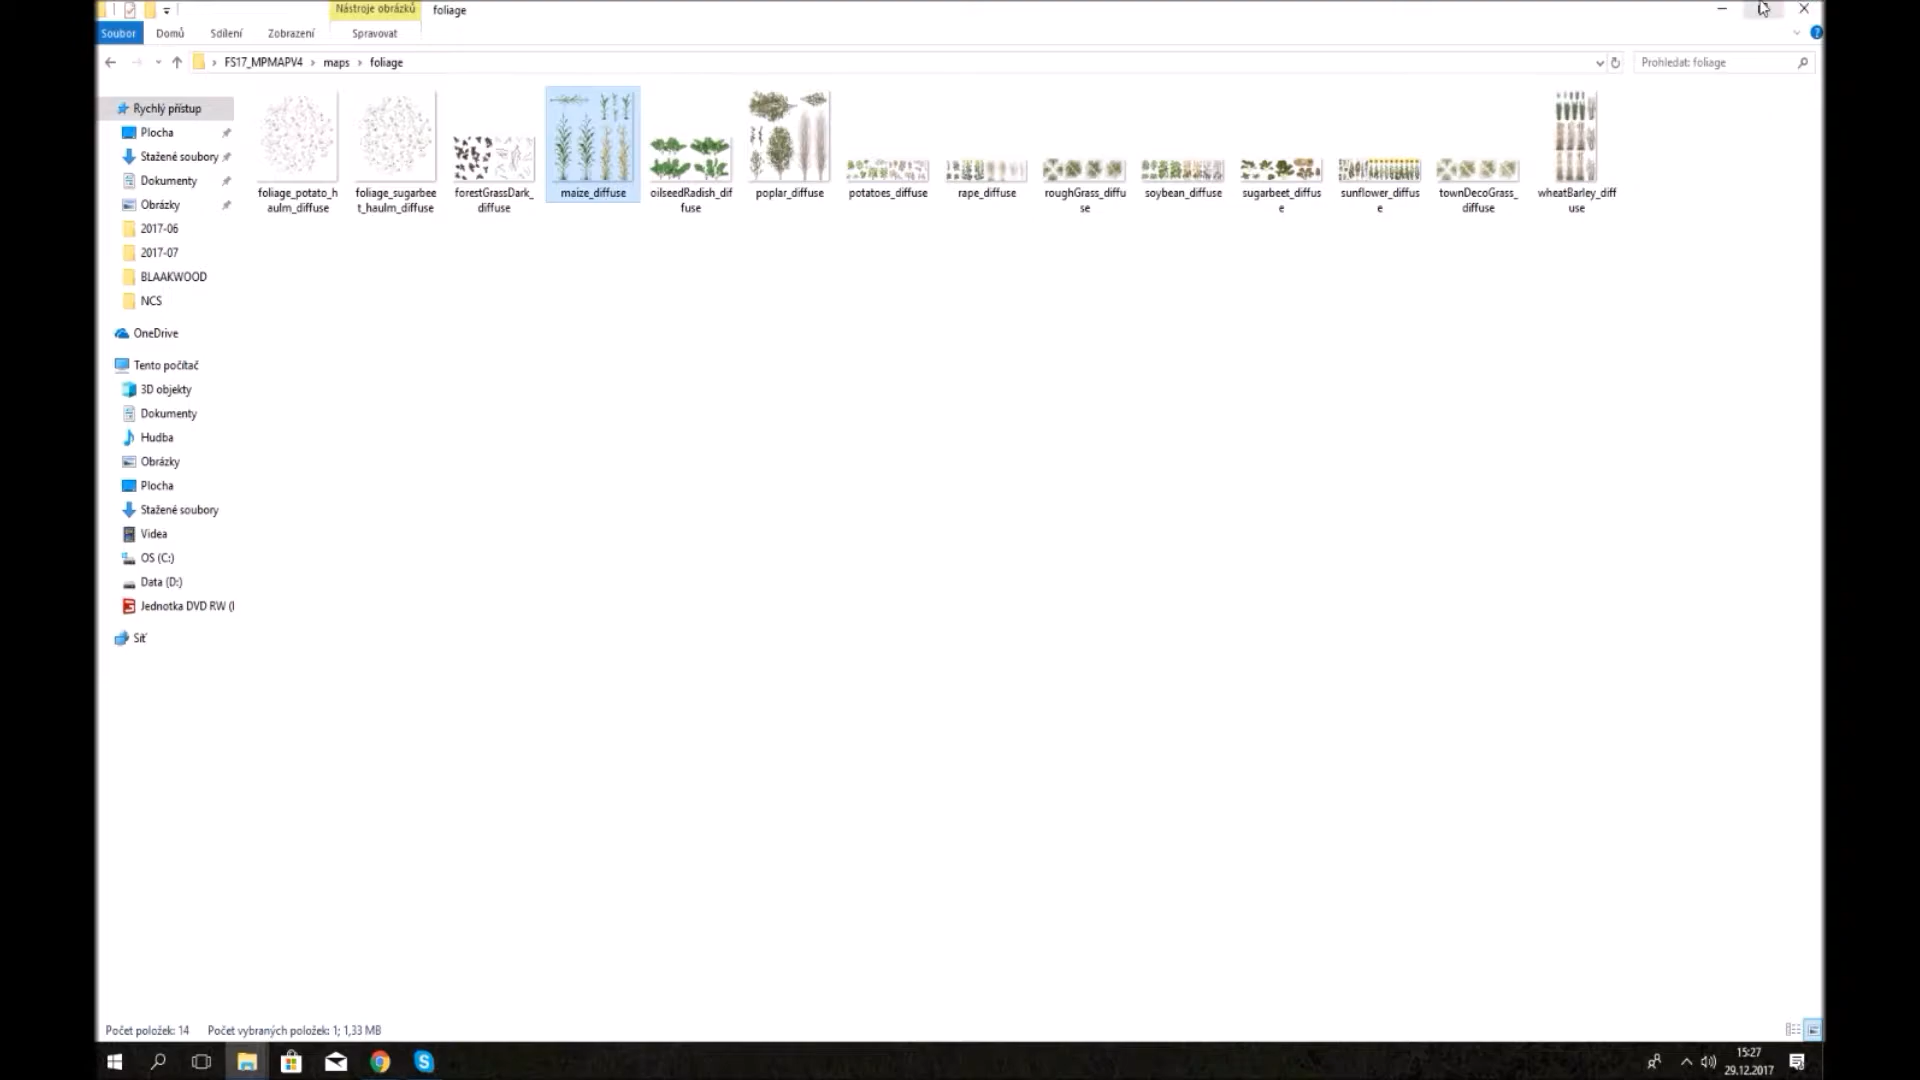 Nástroje obrázků
foliage
Soubor
Domů
Sdílení
Zobrazení
Spravovat
FS17_MPMAPV4 › maps › foliage
Prohledat: foliage
Rychlý přístup
Plocha
Stažené soubory
Dokumenty
Obrázky
2017-06
2017-07
BLAAKWOOD
NCS
OneDrive
Tento počítač
3D objekty
Dokumenty
Hudba
Obrázky
Plocha
Stažené soubory
Videa
OS (C:)
Data (D:)
Jednotka DVD RW (
Síť
foliage_potato_h
aulm_diffuse
foliage_sugarbee
t_haulm_diffuse
forestGrassDark_
diffuse
maize_diffuse
oilseedRadish_dif
fuse
poplar_diffuse
potatoes_diffuse
rape_diffuse
roughGrass_diffu
se
soybean_diffuse
sugarbeet_diffus
e
sunflower_diffus
e
townDecoGrass_
diffuse
wheatBarley_diff
use
Počet položek: 14
Počet vybraných položek: 1; 1,33 MB
15:27
29.12.2017